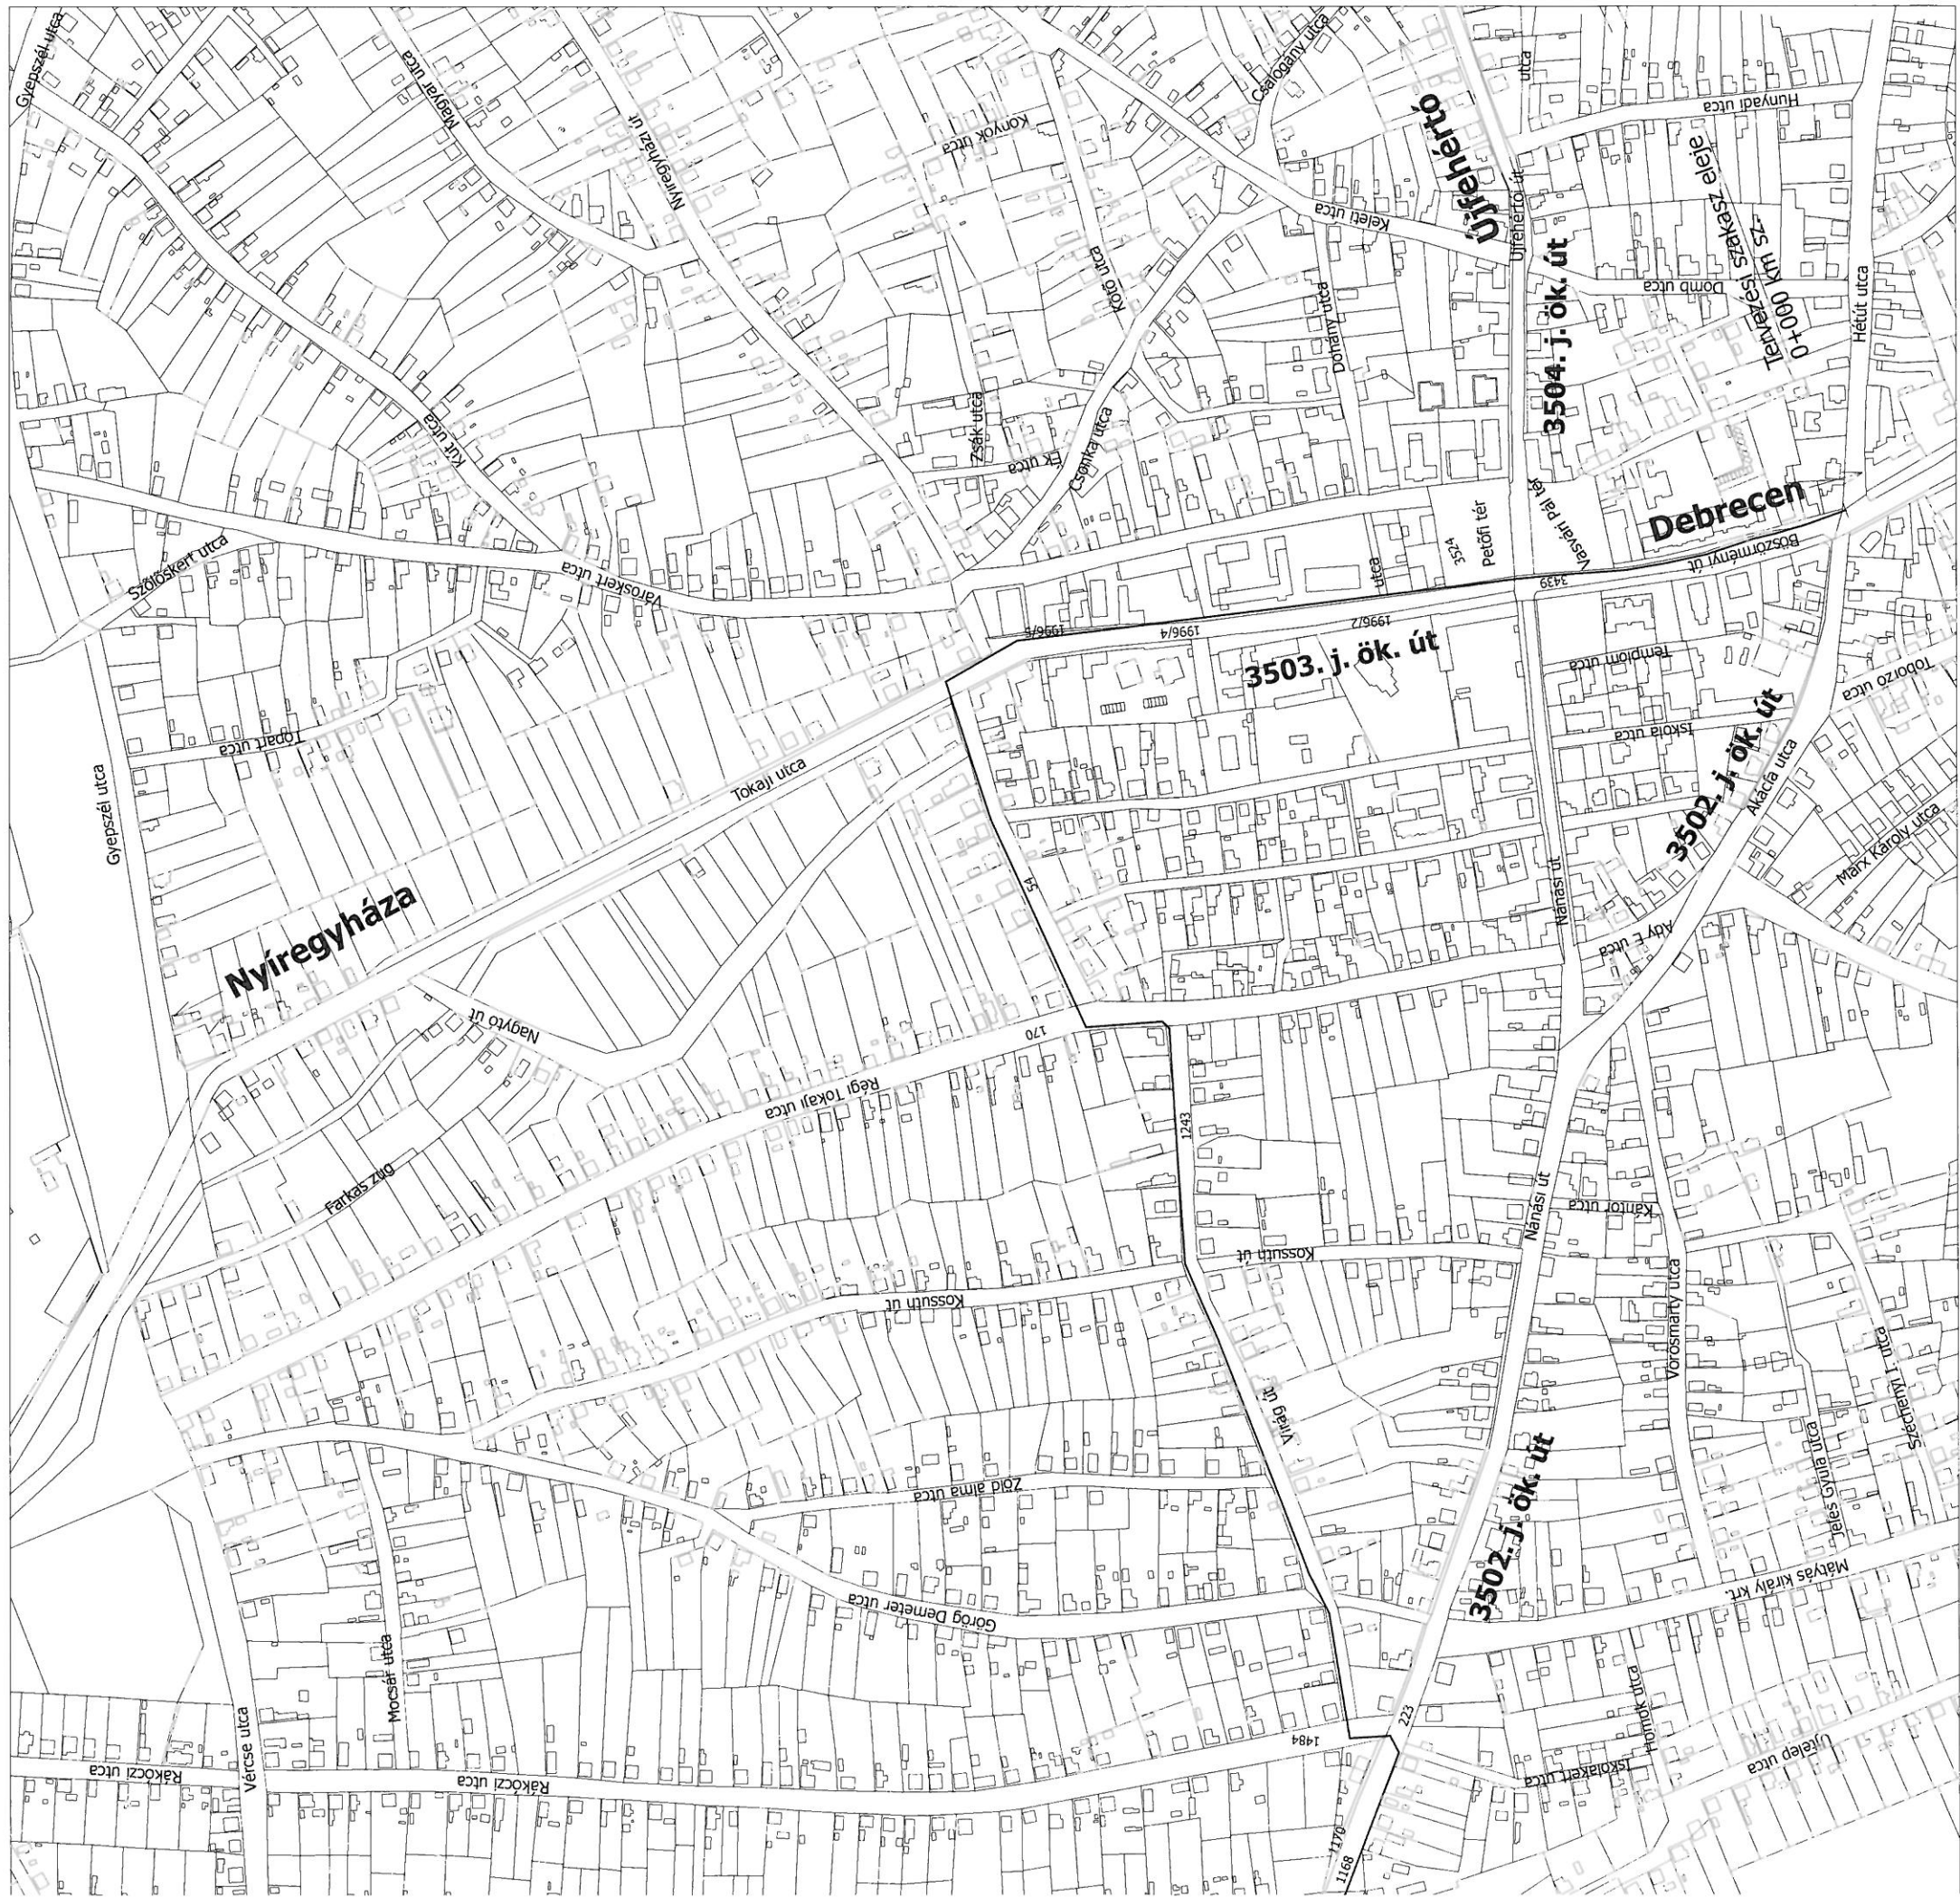 Gyepszél utca
Magyar utca
Nyíregyházi út
Konyok utca
Csalogány utca
utca
Hunyadi utca
Újfehértó
Keleti utca
Újfehértó út
Tervezési szakasz eleje
0+000 km sz.
Kötő utca
Domb utca
Dohány utca
3504. j. ök. út
Hétút utca
Kút utca
Zsák utca
Ék utca
Csonka utca
Petőfi tér
3524
Vasvári Pál tér
Debrecen
Szőlőskert utca
Városkert utca
utca
3439
Böszörményi út
1996/5
1996/4
1996/2
3503. j. ök. út
Templom utca
Toborzó utca
Tópart utca
Iskola utca
Tokaji utca
Gyepszél utca
3502. j. ök. út
Akácfa utca
Marx Károly utca
Nyíregyháza
54
Nánási út
Ady E utca
Nagytó út
170
Régi Tokaji utca
1243
Farkas zug
Nánási út
Kántor utca
Kossuth út
Kossuth út
Vörösmarty utca
Széchenyi I. utca
Virág út
Jeles Gyula utca
Zöld alma utca
3502. j. ök. út
Mátyás király krt.
Görög Demeter utca
Mocsár utca
Homok utca
Vércse utca
223
1484
Rákóczi utca
Rákóczi utca
Iskolakert utca
Újtelep utca
1170
1168